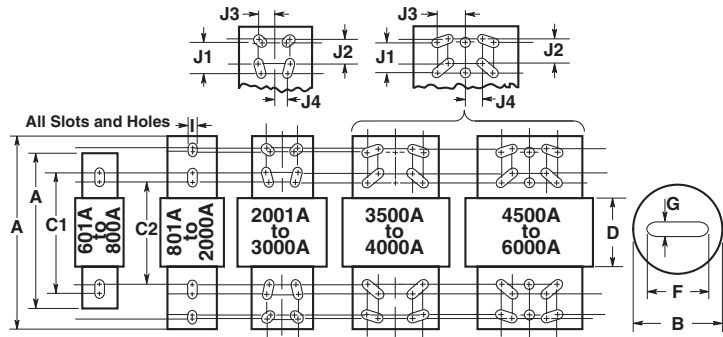 J3
J1
J2
J4
J3
J1
J2
J4
All Slots and Holes
I
A
A
C1
C2
601A
to
800A
801A
to
2000A
2001A
to
3000A
3500A
to
4000A
4500A
to
6000A
D
G
F
B